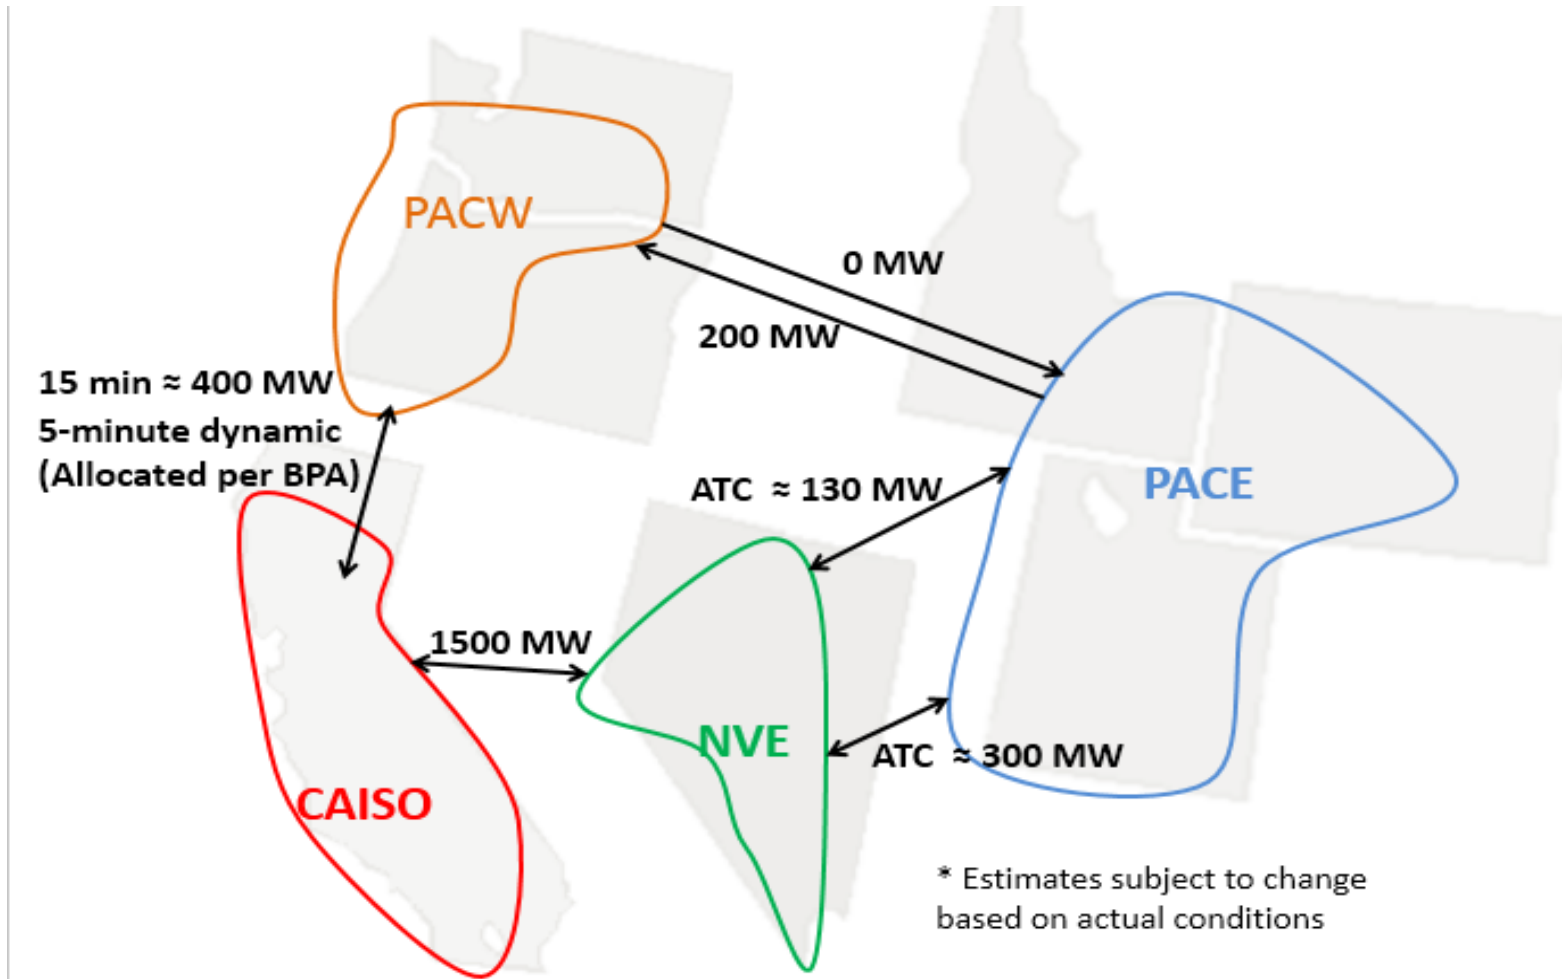 PACW
0 MW
200 MW
15 min ≈ 400 MW
5-minute dynamic
(Allocated per BPA)
ATC ≈ 130 MW
PACE
1500 MW
NVE
ATC ≈ 300 MW
CAISO
* Estimates subject to change
based on actual conditions